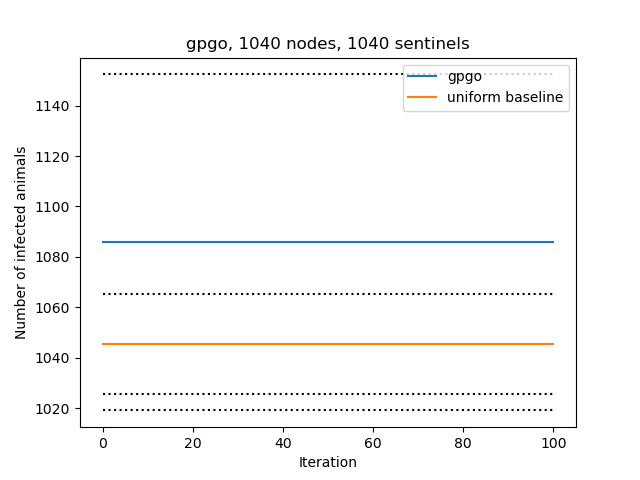 gpgo, 1040 nodes, 1040 sentinels
gpgo
uniform baseline
Number of infected animals
1140
1120
1100
1080
1060
1040
1020
0 20 40 60 80 100
Iteration